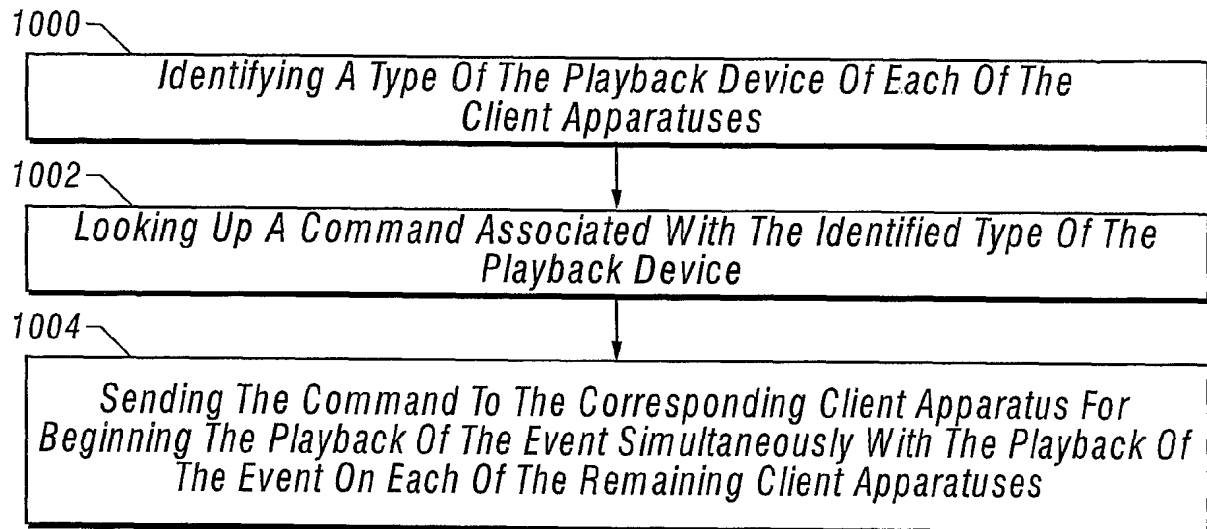 1000
Identifying A Type Of The Playback Device Of Each Of The
Client Apparatuses
1002
Looking Up A Command Associated With The Identified Type Of The
Playback Device
1004
Sending The Command To The Corresponding Client Apparatus For
Beginning The Playback Of The Event Simultaneously With The Playback Of
The Event On Each Of The Remaining Client Apparatuses